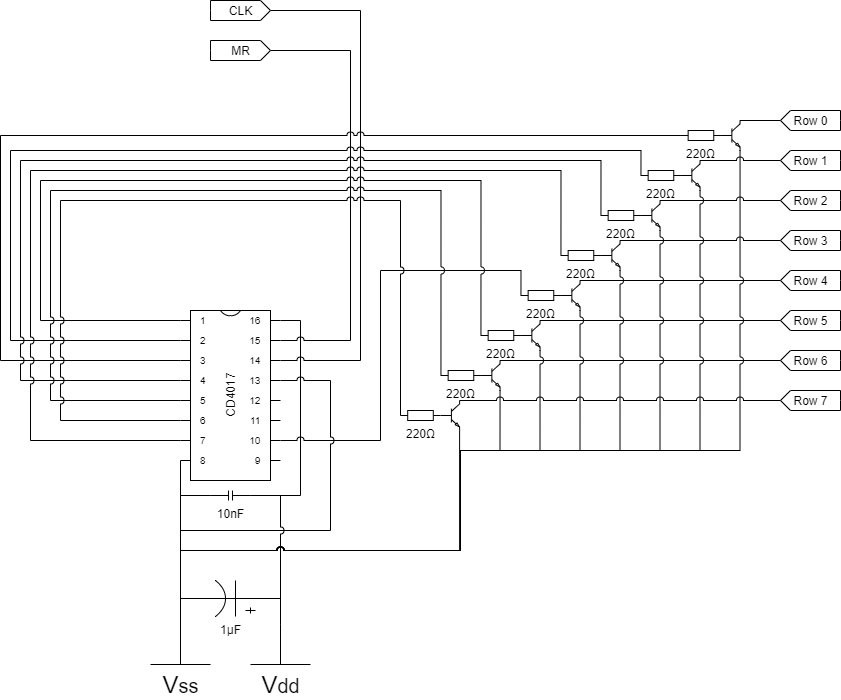 CLK
MR
Row 0
220Ω
Row 1
220Ω
Row 2
220Ω
Row 3
220Ω
Row 4
220Ω
Row 5
220Ω
Row 6
220Ω
Row 7
220Ω
1 16
2 15
3 14
4 13
5 12
6 11
7 10
8 9
CD4017
10nF
+
1µF
Vss Vdd